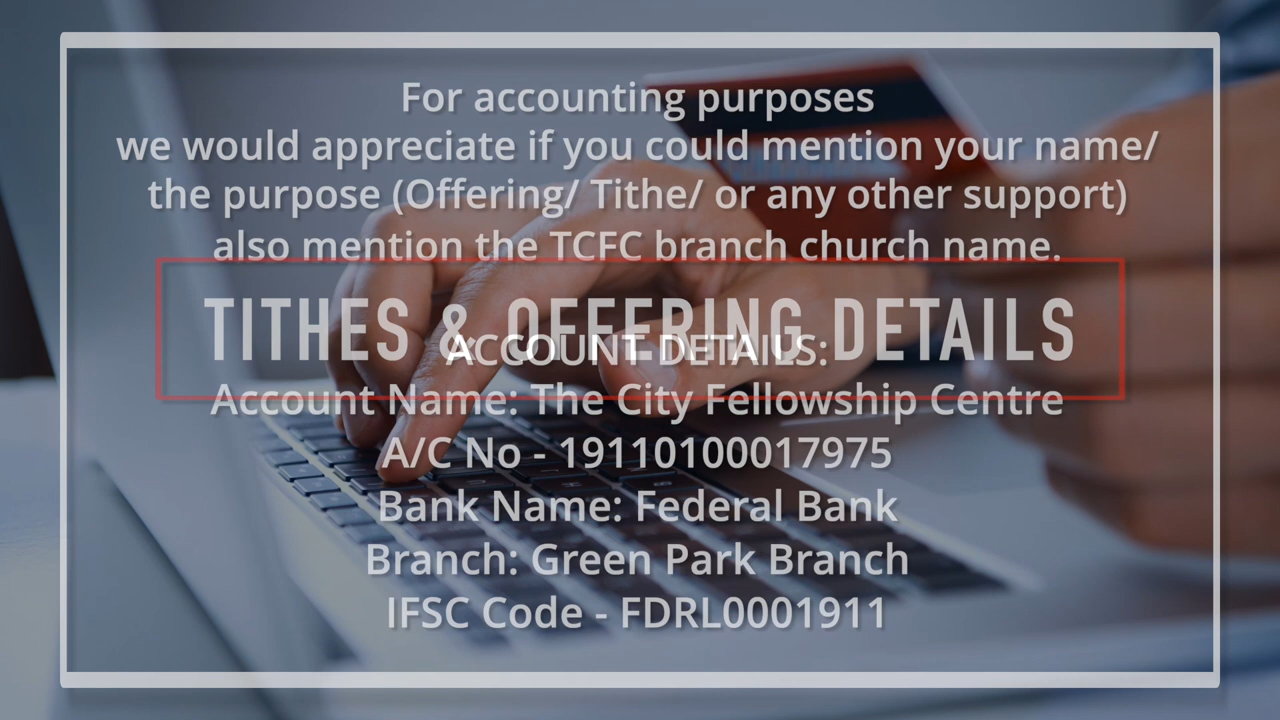 For accounting purposes
we would appreciate if you could mention your name/
the purpose (Offering/ Tithe/ or any other support)
also mention the TCFC branch church name.
TITHES & OFFERING DETAILS
ACCOUNT DETAILS:
Account Name: The City Fellowship Centre
A/C No - 19110100017975
Bank Name: Federal Bank
Branch: Green Park Branch
IFSC Code - FDRL0001911